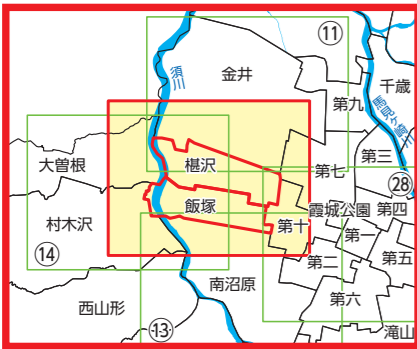 ⑪
金井
須川
千歳
第九
馬見ヶ崎川
大曽根
椹沢
第七
第三
㉘
飯塚
霞城公園
第四
村木沢
第十
第一
⑭
第二
第五
南沼原
西山形
第六
⑬
滝山